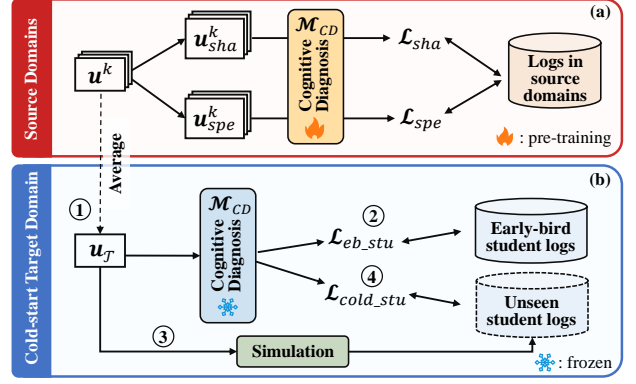 (a)
Source Domains
u^k
u^k_sha
u^k_spe
M_CD
Cognitive
Diagnosis
L_sha
L_spe
Logs in
source
domains
: pre-training
Average
(b)
Cold-start Target Domain
①
u_T
M_CD
Cognitive
Diagnosis
②
L_eb_stu
④
L_cold_stu
Early-bird
student logs
Unseen
student logs
③
Simulation
: frozen